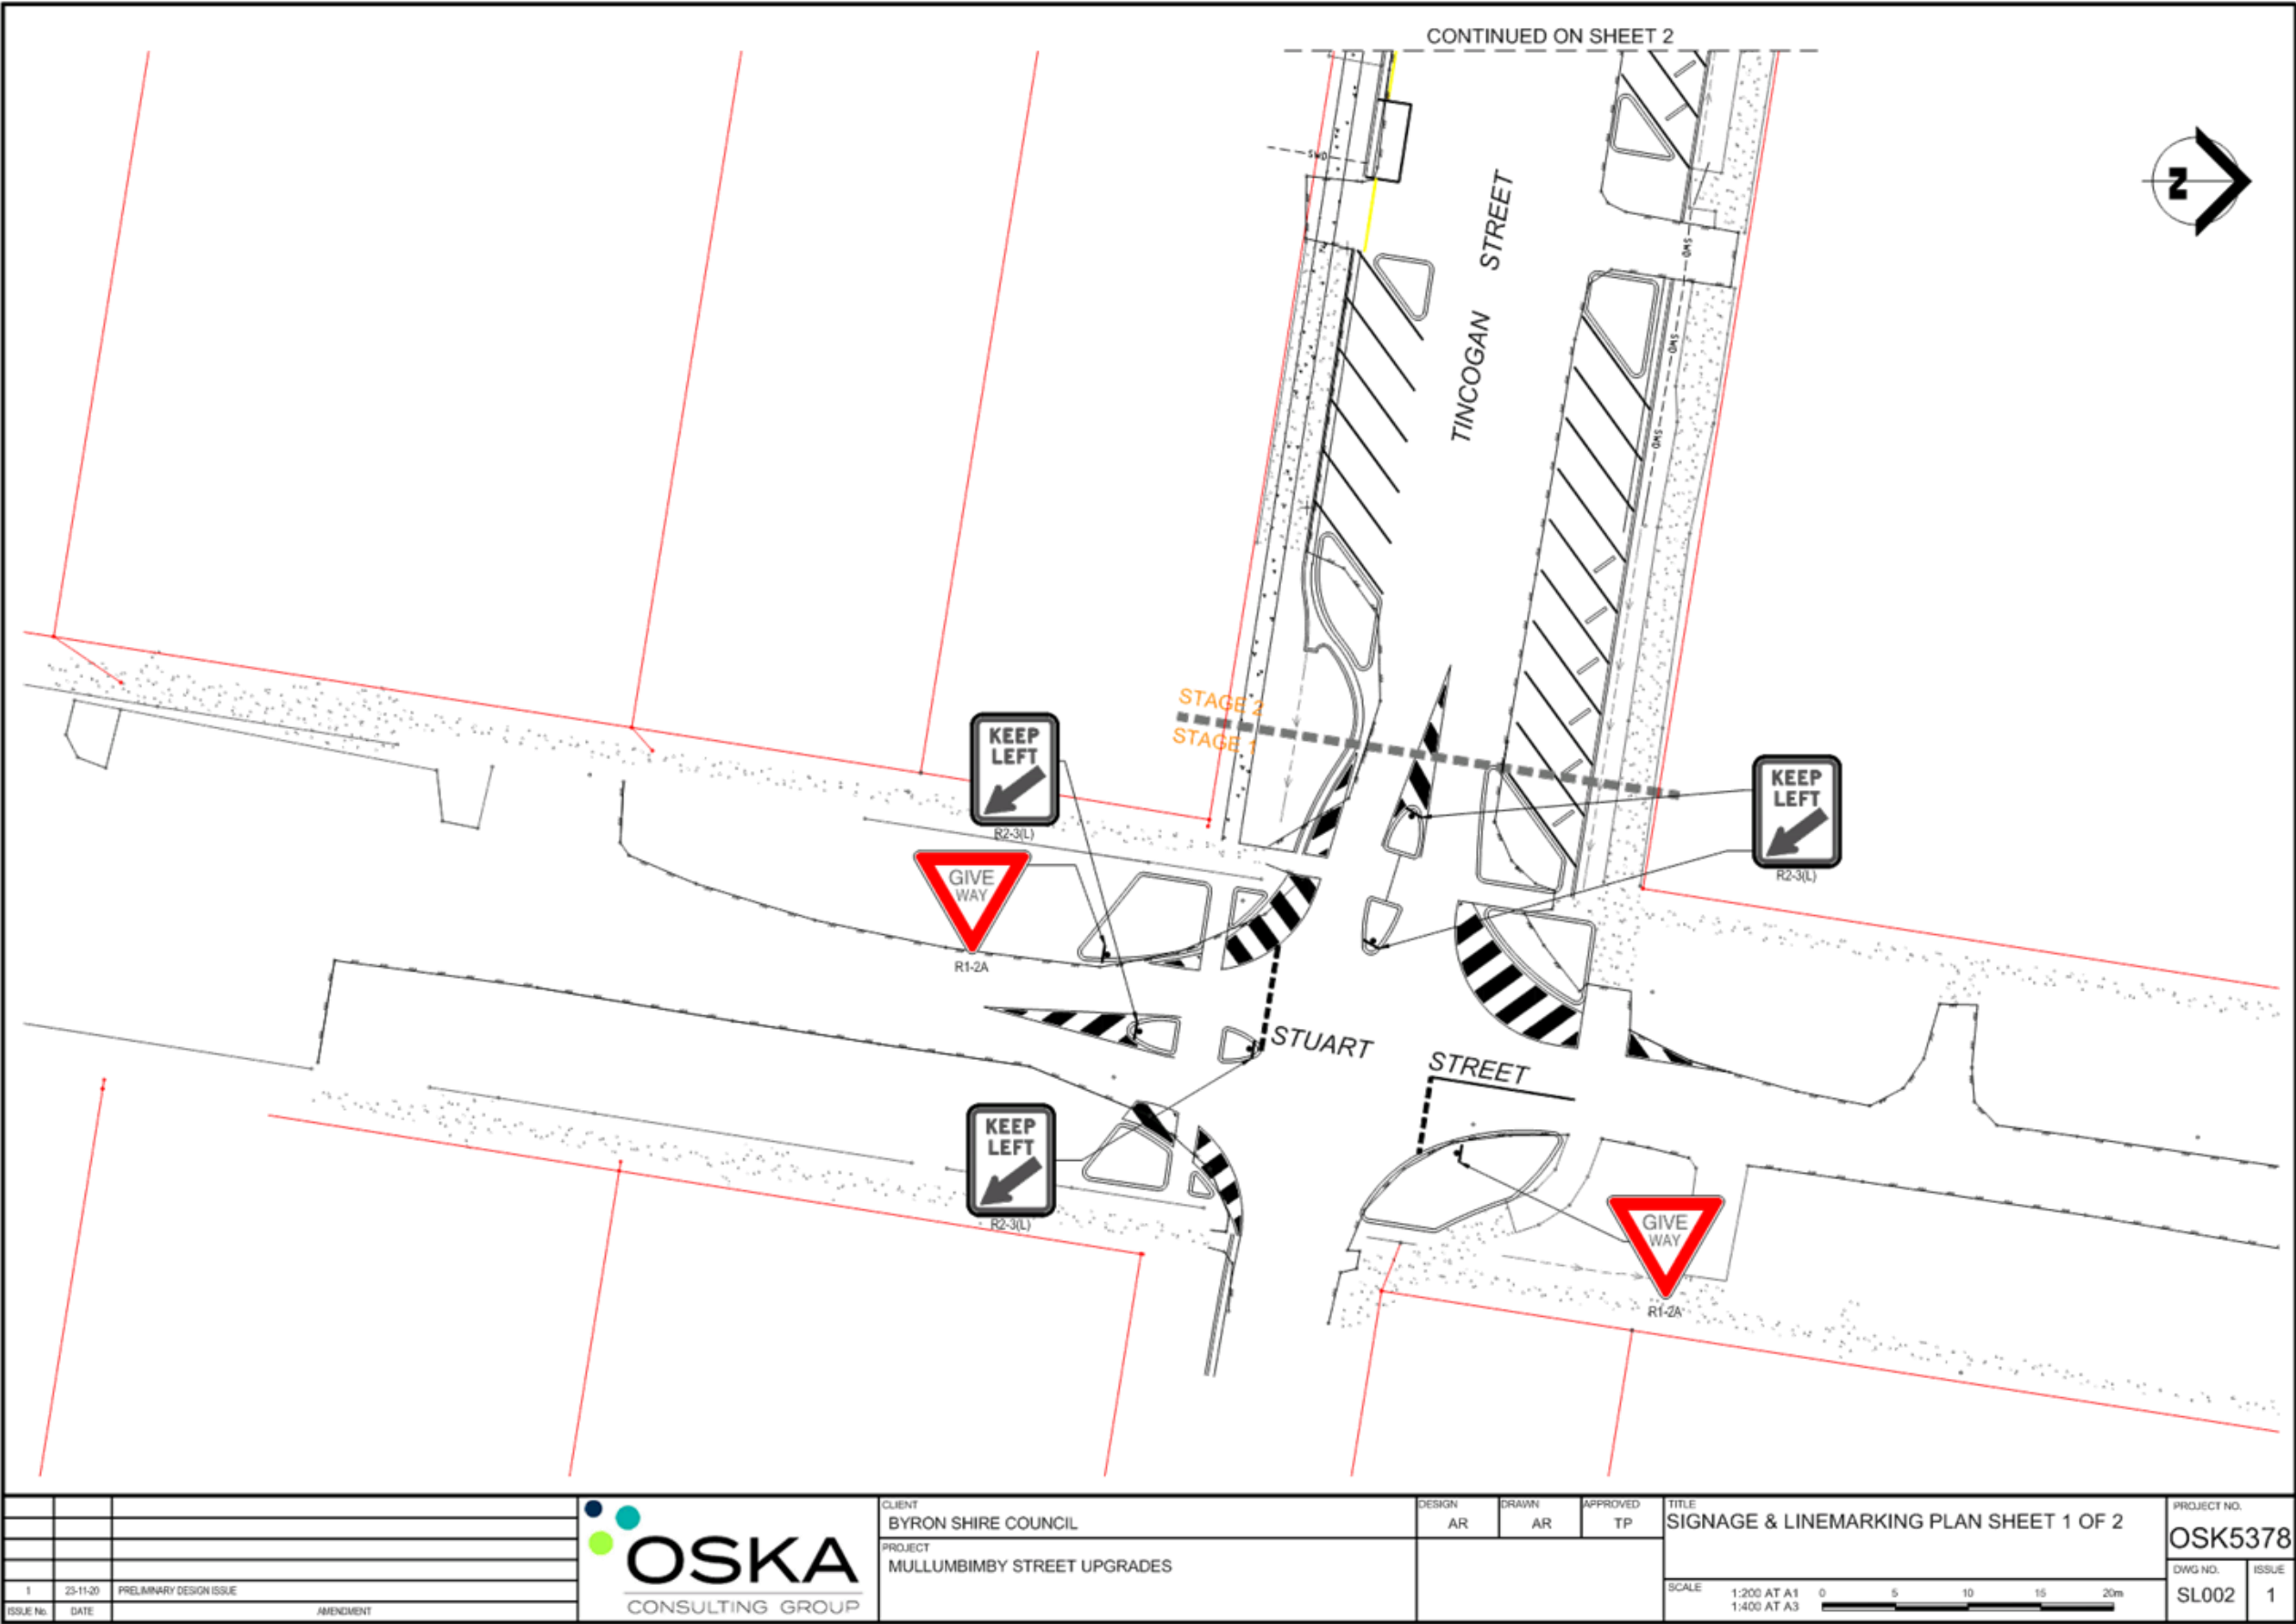 CONTINUED ON SHEET 2
SWD
N
TINCOGAN STREET
SWD
SWD
SWD
STAGE 2
STAGE 1
KEEP
LEFT
R2-3(L)
KEEP
LEFT
R2-3(L)
GIVE
WAY
R1-2A
STUART STREET
KEEP
LEFT
R2-3(L)
GIVE
WAY
R1-2A
1 23-11-20 PRELIMINARY DESIGN ISSUE
ISSUE No. DATE AMENDMENT
OSKA
CONSULTING GROUP
CLIENT
BYRON SHIRE COUNCIL
PROJECT
MULLUMBIMBY STREET UPGRADES
DESIGN
AR
DRAWN
AR
APPROVED
TP
TITLE
SIGNAGE & LINEMARKING PLAN SHEET 1 OF 2
SCALE
1:200 AT A1
1:400 AT A3
0 5 10 15 20m
PROJECT NO.
OSK5378
DWG NO.
SL002
ISSUE
1